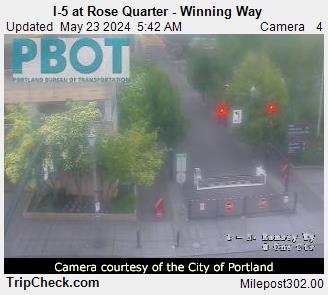 I-5 at Rose Quarter - Winning Way
Updated May 23 2024 5:42 AM Camera 4
PBOT
PORTLAND BUREAU OF TRANSPORTATION
Camera courtesy of the City of Portland
TripCheck.com Milepost302.00